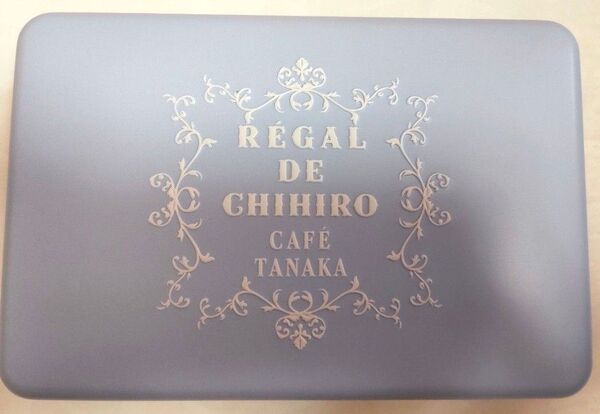 RÉGAL
DE
CHIHIRO
CAFÉ
TANAKA